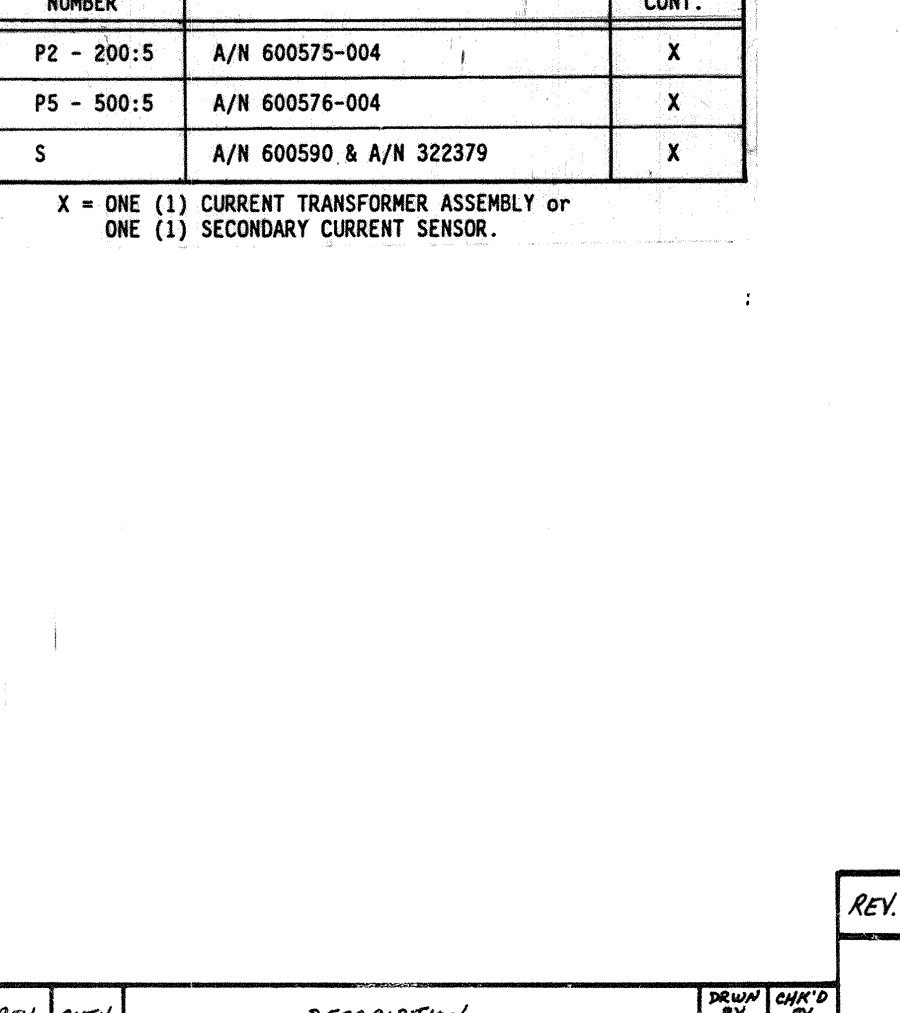 NUMBER CONT.
P2 - 200:5 A/N 600575-004 X
P5 - 500:5 A/N 600576-004 X
S A/N 600590 & A/N 322379 X
X = ONE (1) CURRENT TRANSFORMER ASSEMBLY or
ONE (1) SECONDARY CURRENT SENSOR.
REV.
DRWN CHK'D
DESCRIPTION BY BY